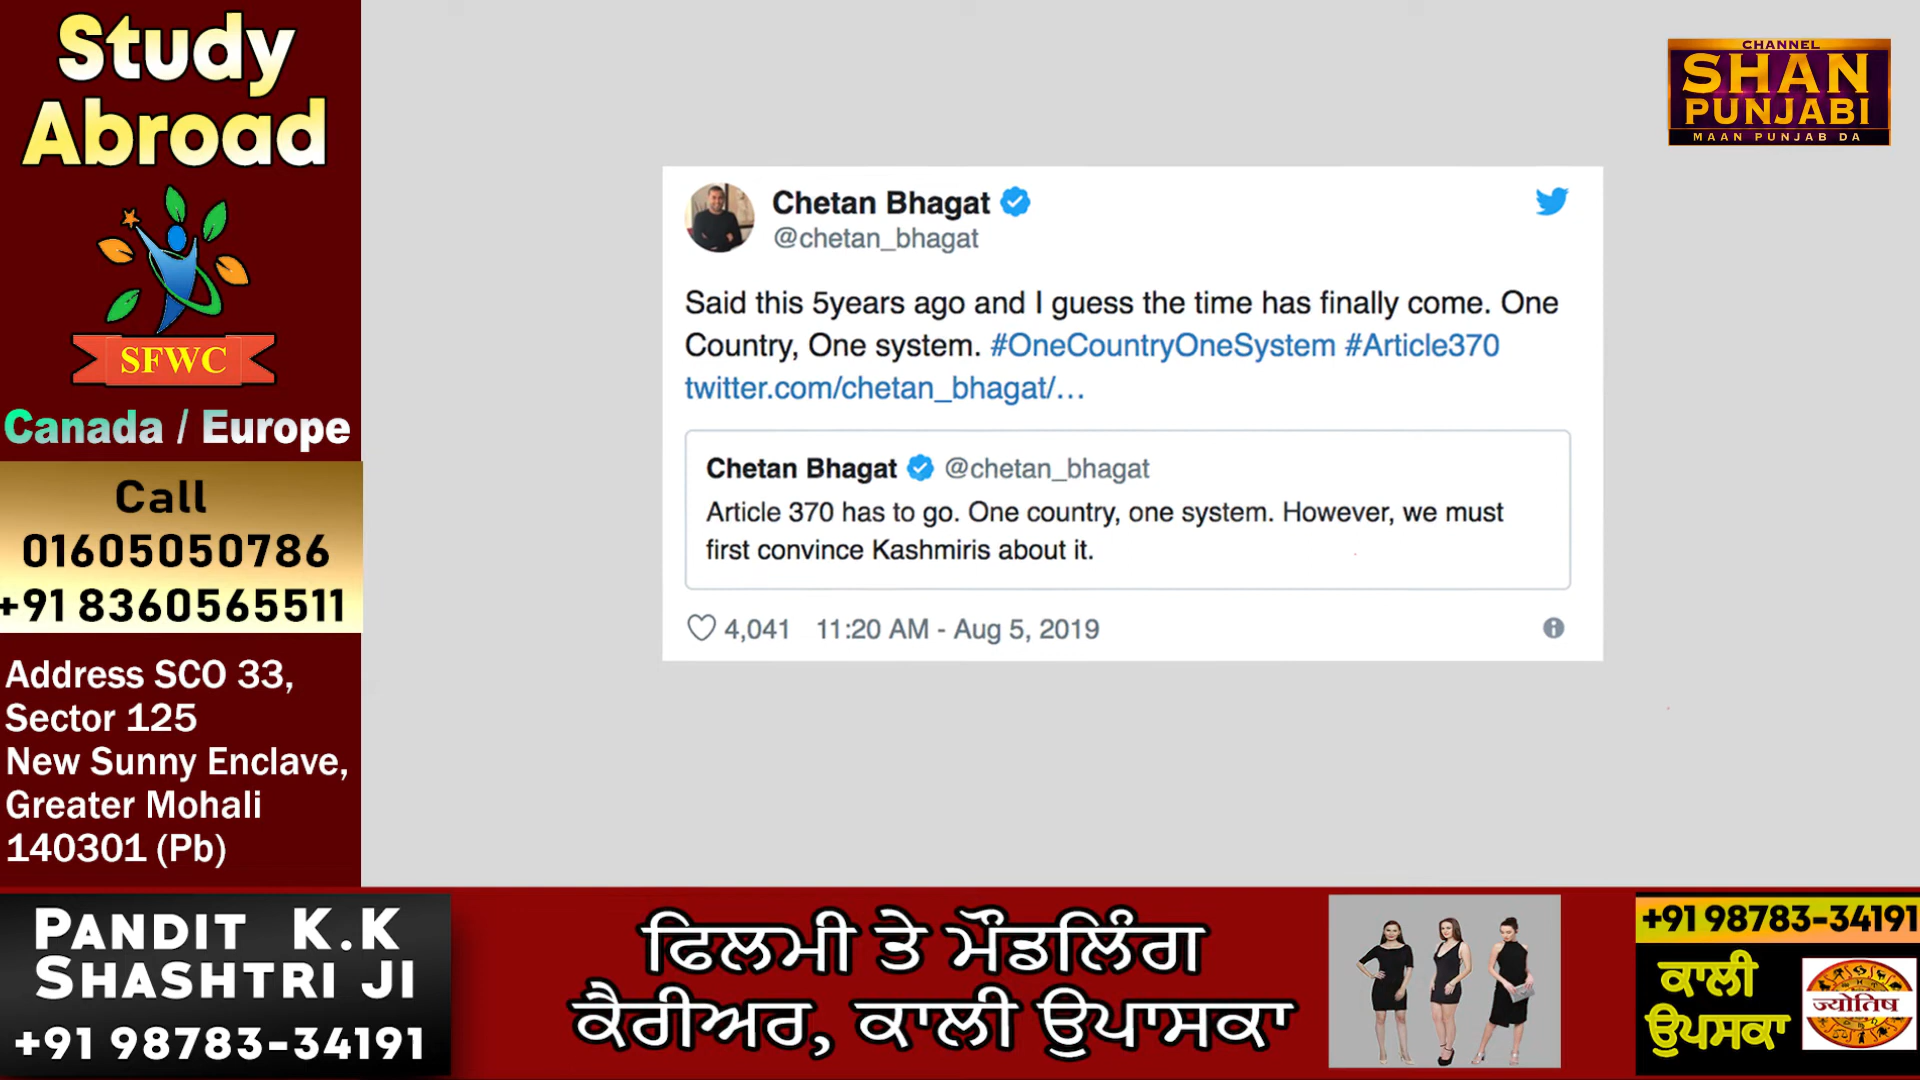 Study
Abroad
SFWC
Canada / Europe
Call
01605050786
+91 8360565511
Address SCO 33,
Sector 125
New Sunny Enclave,
Greater Mohali
140301 (Pb)
CHANNEL
SHAN
PUNJABI
MAAN PUNJAB DA
Chetan Bhagat
@chetan_bhagat
Said this 5years ago and I guess the time has finally come. One
Country, One system. #OneCountryOneSystem #Article370
twitter.com/chetan_bhagat/…
Chetan Bhagat @chetan_bhagat
Article 370 has to go. One country, one system. However, we must
first convince Kashmiris about it.
4,041 11:20 AM - Aug 5, 2019
PANDIT K.K
SHASHTRI JI
+91 98783-34191
ਫਿਲਮੀ ਤੇ ਮੌਡਲਿੰਗ
ਕੈਰੀਅਰ, ਕਾਲੀ ਉਪਾਸਕਾ
+91 98783-34191
ਕਾਲੀ
ਉਪਸਕਾ
ज्योतिष